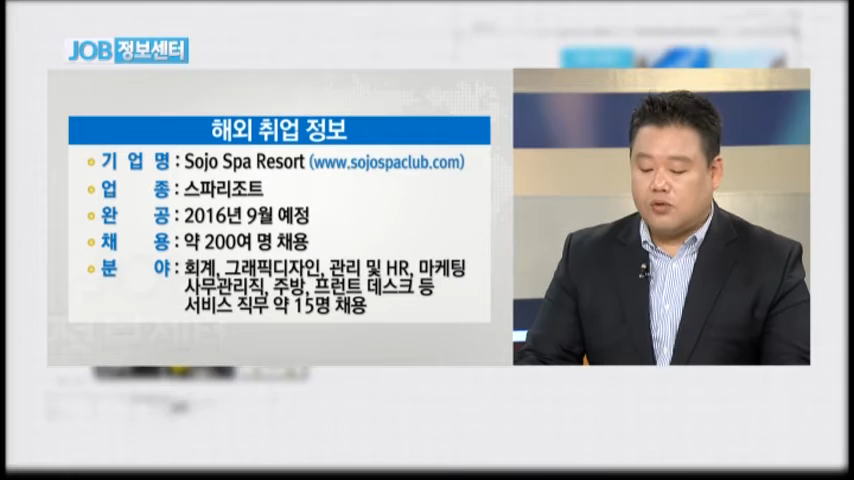 JOB 정보센터
해외 취업 정보
기 업 명 : Sojo Spa Resort (www.sojospaclub.com)
업 종 : 스파리조트
완 공 : 2016년 9월 예정
채 용 : 약 200여 명 채용
분 야 : 회계, 그래픽디자인, 관리 및 HR, 마케팅
사무관리직, 주방, 프런트 데스크 등
서비스 직무 약 15명 채용